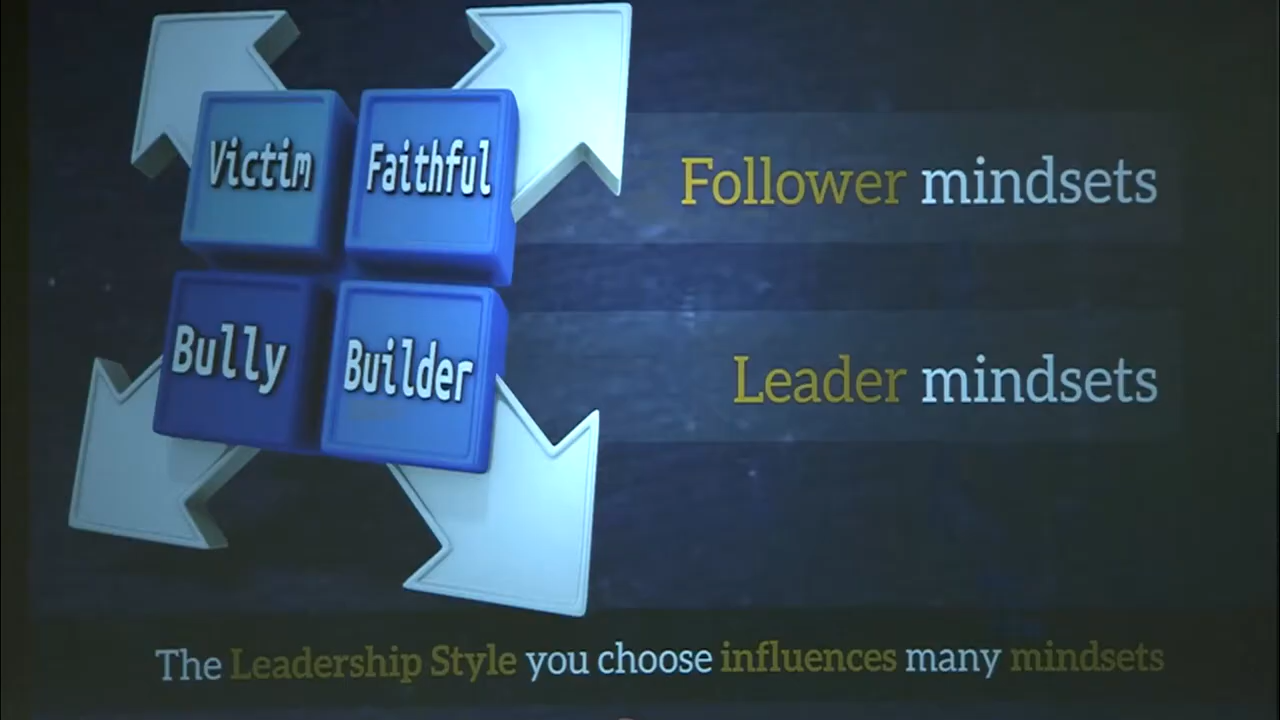 Victim Faithful
Follower mindsets
Bully Builder
Leader mindsets
The Leadership Style you choose influences many mindsets